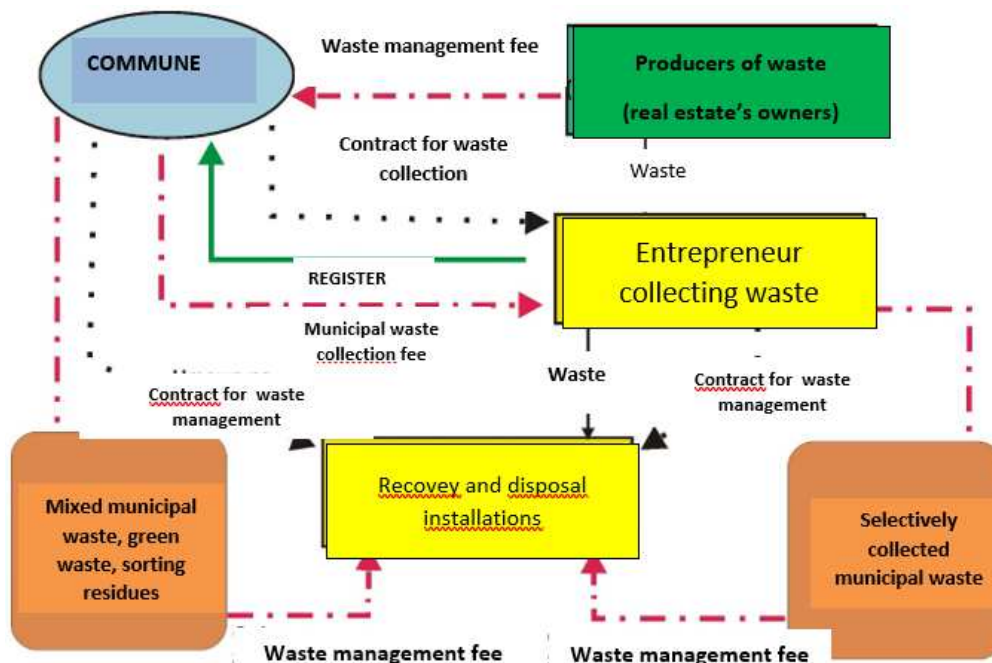 COMMUNE
Waste management fee
Producers of waste
(real estate's owners)
Contract for waste
collection
Waste
Entrepreneur
collecting waste
REGISTER
Municipal waste
collection fee
Waste
Contract for waste
management
Contract for waste
management
Recovey and disposal
installations
Mixed municipal
waste, green
waste, sorting
residues
Selectively
collected
municipal waste
Waste management fee
Waste management fee